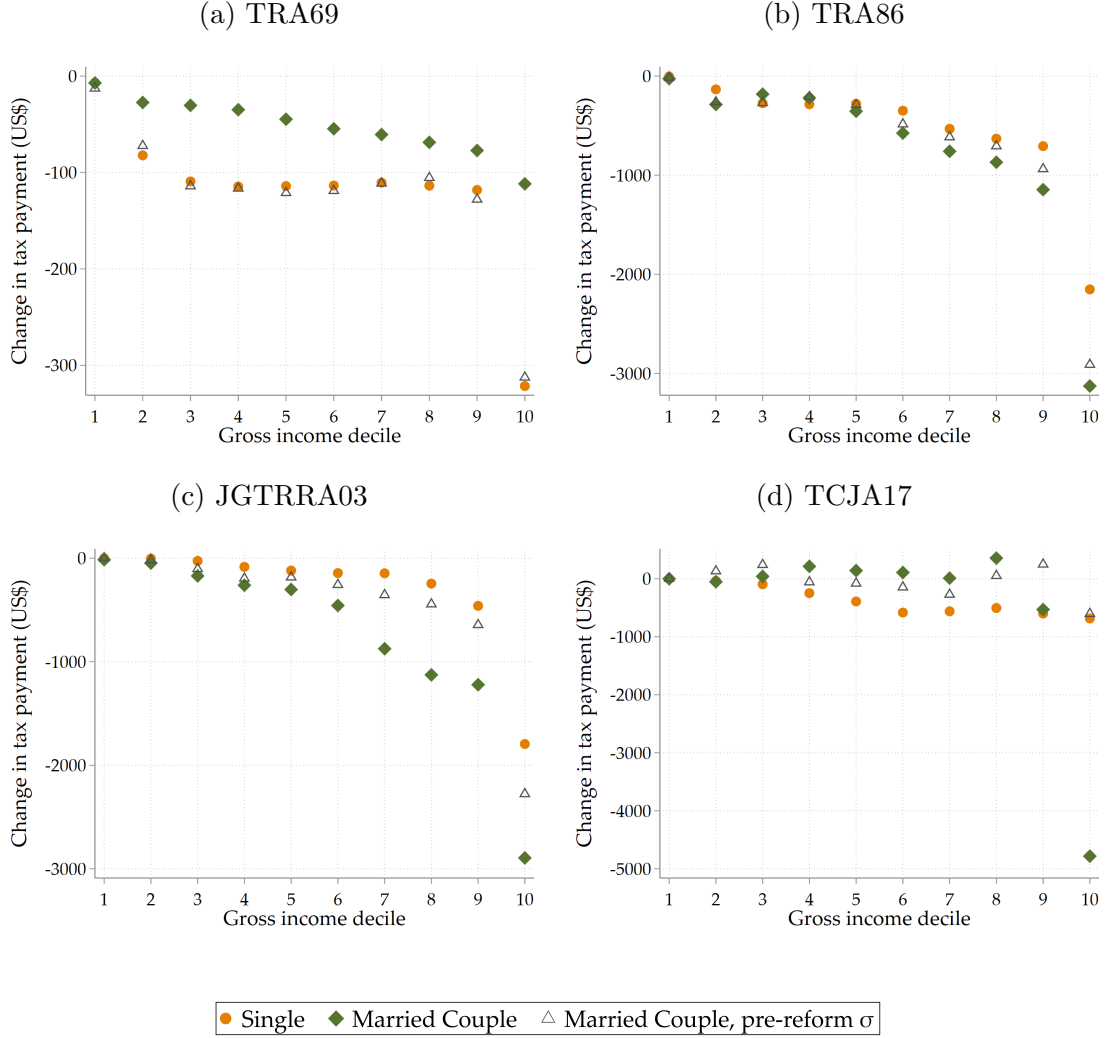 (a) TRA69
Change in tax payment (US$)
0
-100
-200
-300
1 2 3 4 5 6 7 8 9 10
Gross income decile
(b) TRA86
Change in tax payment (US$)
0
-1000
-2000
-3000
1 2 3 4 5 6 7 8 9 10
Gross income decile
(c) JGTRRA03
Change in tax payment (US$)
0
-1000
-2000
-3000
1 2 3 4 5 6 7 8 9 10
Gross income decile
(d) TCJA17
Change in tax payment (US$)
0
-1000
-2000
-3000
-4000
-5000
1 2 3 4 5 6 7 8 9 10
Gross income decile
Single Married Couple Married Couple, pre-reform σ